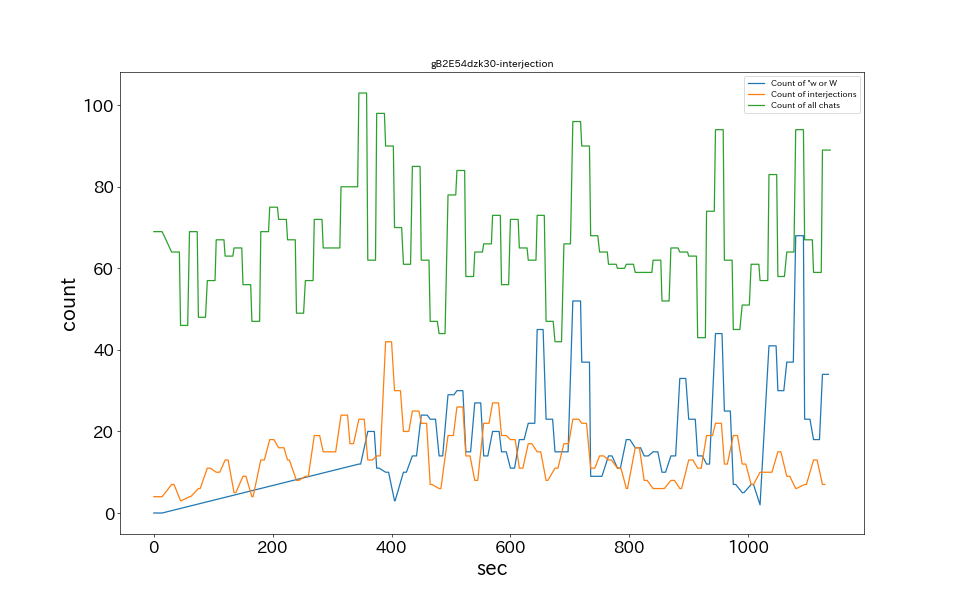 gB2E54dzk30-interjection
Count of "w or W
Count of interjections
Count of all chats
100
80
60
40
20
0
count
0 200 400 600 800 1000
sec